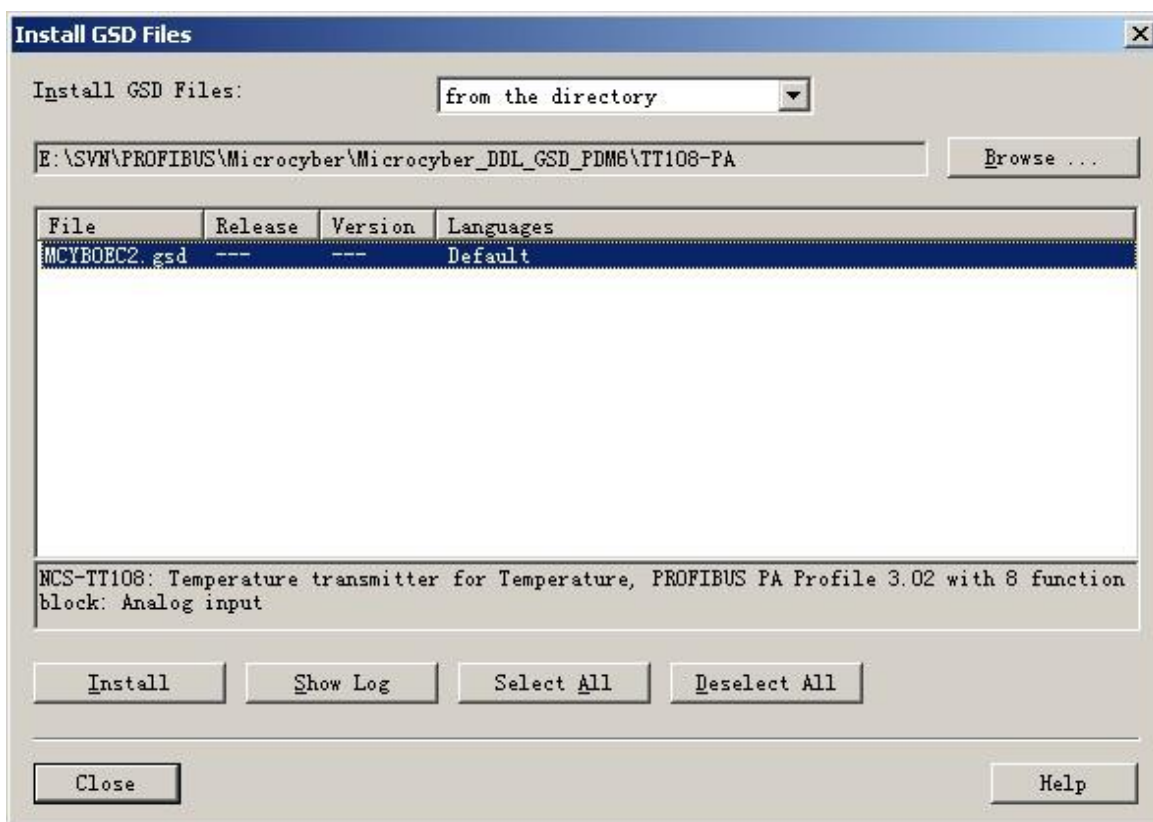 Install GSD Files
Install GSD Files:
from the directory
E:\SVN\PROFIBUS\Microcyber\Microcyber_DDL_GSD_PDM6\TT108-PA
Browse ...
File Release Version Languages
MCYB0EC2.gsd --- --- Default
NCS-TT108: Temperature transmitter for Temperature, PROFIBUS PA Profile 3.02 with 8 function
block: Analog input
Install Show Log Select All Deselect All
Close Help